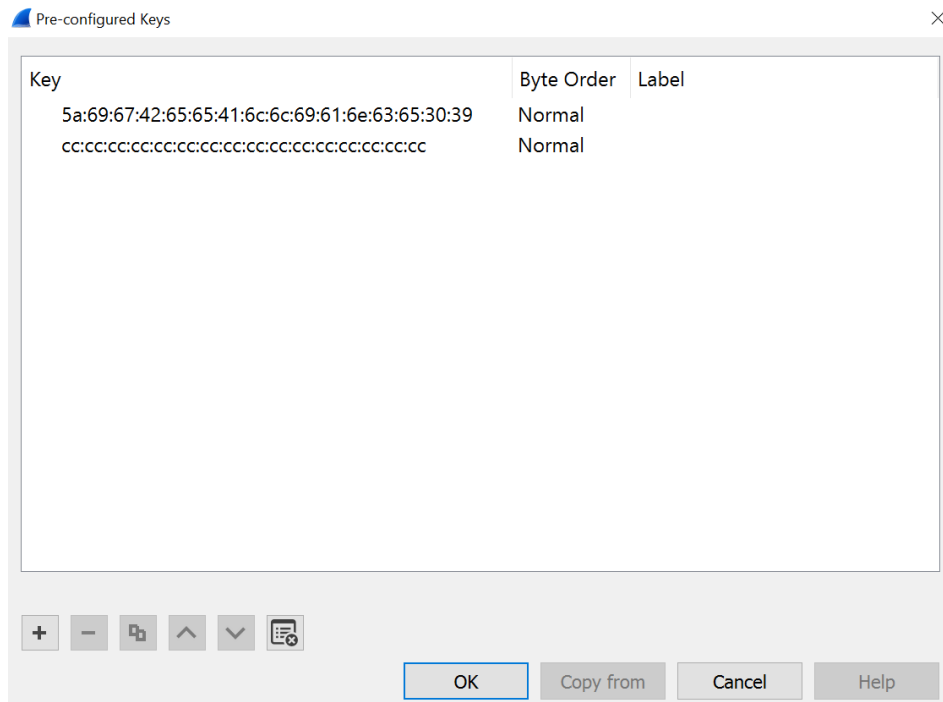 Pre-configured Keys
Key Byte Order Label
5a:69:67:42:65:65:41:6c:6c:69:61:6e:63:65:30:39 Normal
cc:cc:cc:cc:cc:cc:cc:cc:cc:cc:cc:cc:cc:cc:cc:cc Normal
OK Copy from Cancel Help